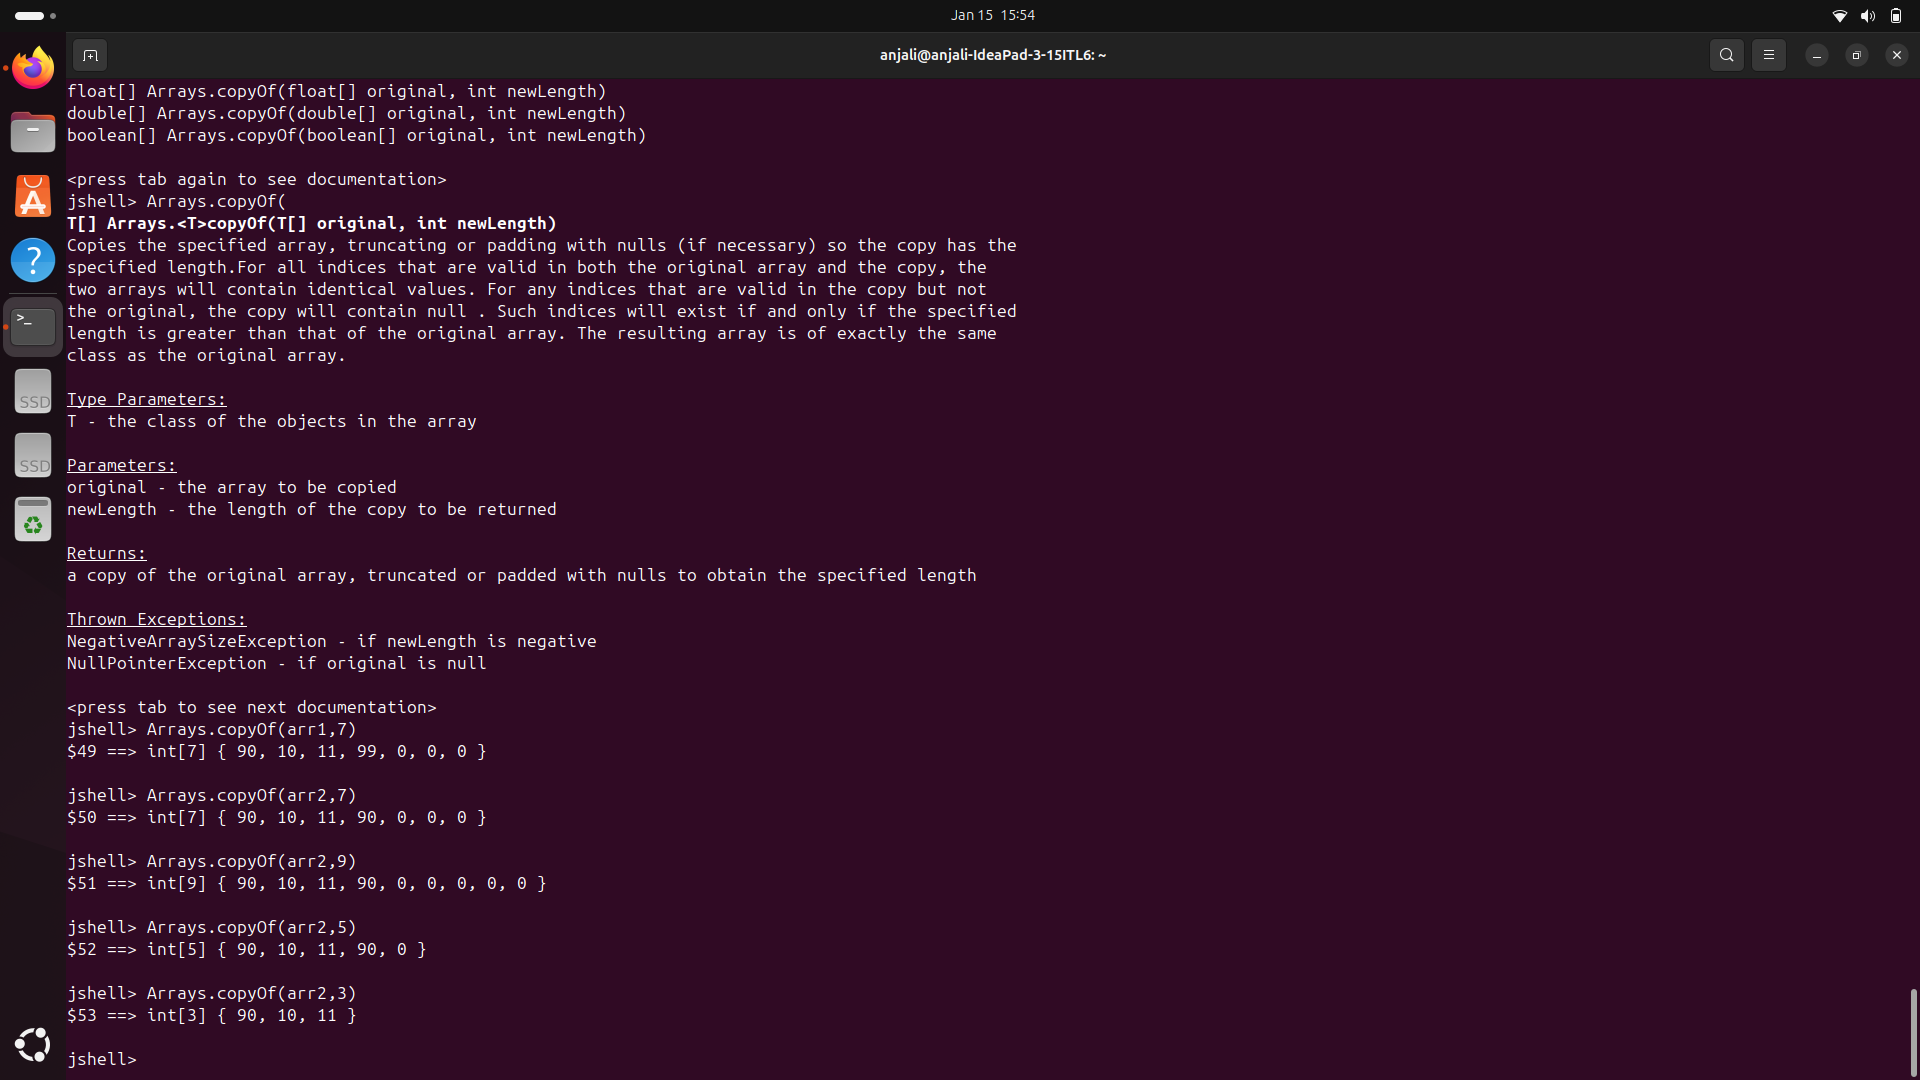 Jan 15 15:54
anjali@anjali-IdeaPad-3-15ITL6: ~
float[] Arrays.copyOf(float[] original, int newLength)
double[] Arrays.copyOf(double[] original, int newLength)
boolean[] Arrays.copyOf(boolean[] original, int newLength)
<press tab again to see documentation>
jshell> Arrays.copyOf(
T[] Arrays.<T>copyOf(T[] original, int newLength)
Copies the specified array, truncating or padding with nulls (if necessary) so the copy has the
specified length.For all indices that are valid in both the original array and the copy, the
two arrays will contain identical values. For any indices that are valid in the copy but not
the original, the copy will contain null . Such indices will exist if and only if the specified
length is greater than that of the original array. The resulting array is of exactly the same
class as the original array.
Type Parameters:
T - the class of the objects in the array
Parameters:
original - the array to be copied
newLength - the length of the copy to be returned
Returns:
a copy of the original array, truncated or padded with nulls to obtain the specified length
Thrown Exceptions:
NegativeArraySizeException - if newLength is negative
NullPointerException - if original is null
<press tab to see next documentation>
jshell> Arrays.copyOf(arr1,7)
$49 ==> int[7] { 90, 10, 11, 99, 0, 0, 0 }
jshell> Arrays.copyOf(arr2,7)
$50 ==> int[7] { 90, 10, 11, 90, 0, 0, 0 }
jshell> Arrays.copyOf(arr2,9)
$51 ==> int[9] { 90, 10, 11, 90, 0, 0, 0, 0, 0 }
jshell> Arrays.copyOf(arr2,5)
$52 ==> int[5] { 90, 10, 11, 90, 0 }
jshell> Arrays.copyOf(arr2,3)
$53 ==> int[3] { 90, 10, 11 }
jshell>
SSD
SSD